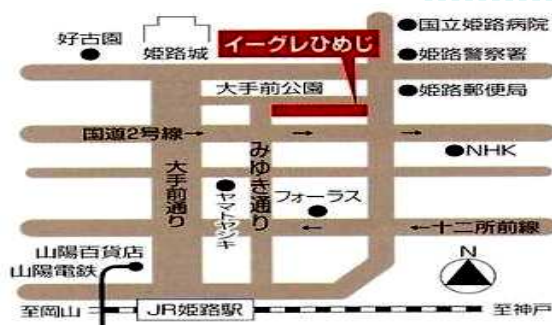 国立姫路病院
好古園
姫路城
イーグレひめじ
姫路警察署
大手前公園
姫路郵便局
国道2号線→
→
→
NHK
大手前通り
みゆき通り
ヤマトヤシキ
フォーラス
←
←十二所前線
山陽百貨店
山陽電鉄
N
至岡山
JR姫路駅
至神戸